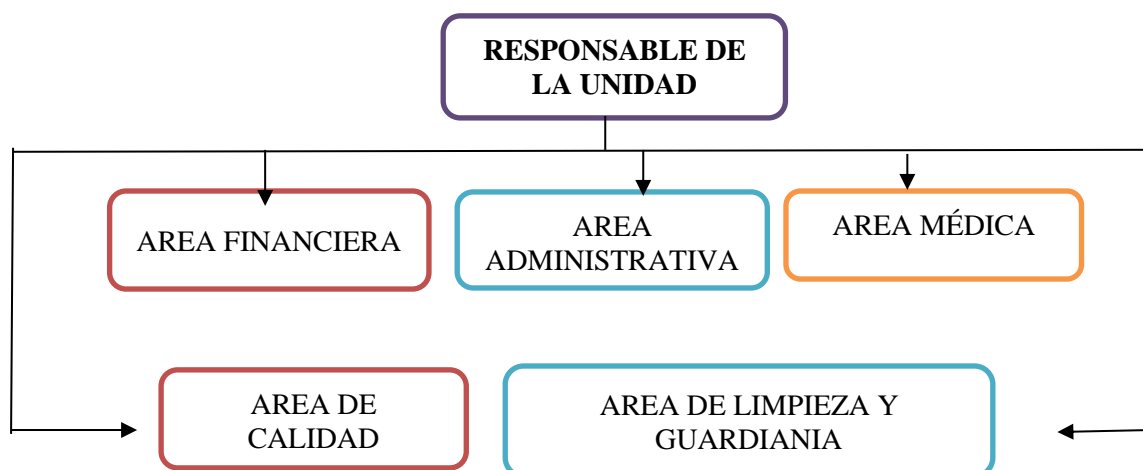 RESPONSABLE DE
LA UNIDAD
AREA FINANCIERA
AREA
ADMINISTRATIVA
AREA MÉDICA
AREA DE
CALIDAD
AREA DE LIMPIEZA Y
GUARDIANIA